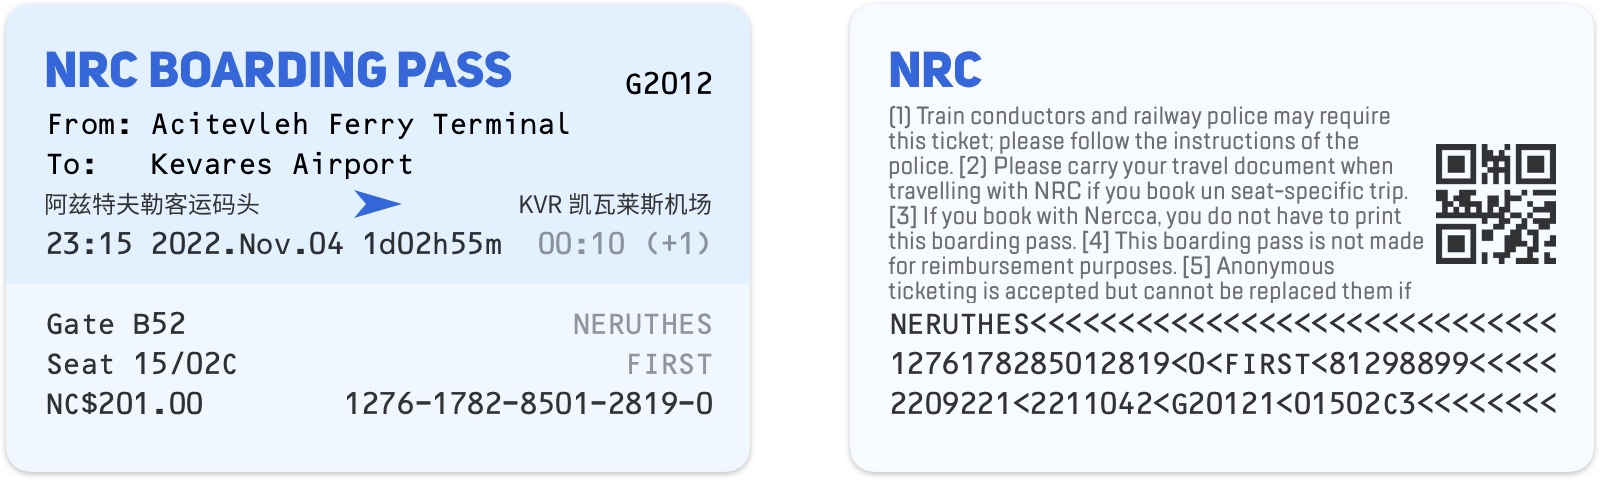 NRC BOARDING PASS
G2012
From: Acitevleh Ferry Terminal
To: Kevares Airport
阿兹特夫勒客运码头 KVR 凯瓦莱斯机场
23:15 2022.Nov.04 1d02h55m 00:10 (+1)
Gate B52 NERUTHES
Seat 15/02C FIRST
NC$201.00 1276-1782-8501-2819-0
NRC
(1) Train conductors and railway police may require
this ticket; please follow the instructions of the
police. [2) Please carry your travel document when
travelling with NRC if you book un seat-specific trip.
[3] If you book with Nercca, you do not have to print
this boarding pass. [4] This boarding pass is not made
for reimbursement purposes. [5] Anonymous
ticketing is accepted but cannot be replaced them if
NERUTHES<<<<<<<<<<<<<<<<<<<<<<<<<<<<<<
1276178285012819<0<FIRST<81298899<<<<<
2209221<2211042<G20121<01502C3<<<<<<<<